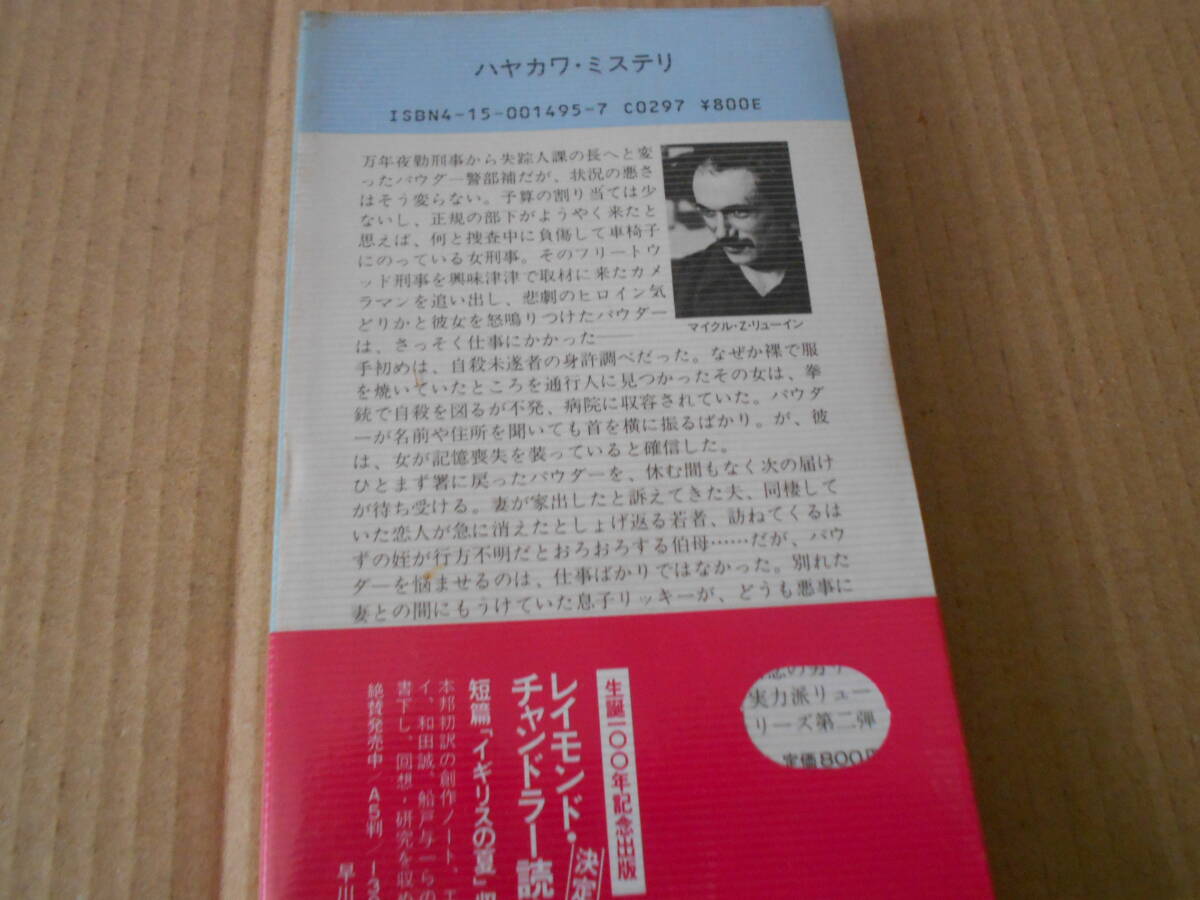 ハヤカワ・ミステリ
ISBN4-15-001495-7 C0297 ¥800E
万年夜勤刑事から失踪人課の長へと変
ったパウダー警部補だが、状況の悪さ
はそう変らない。予算の割り当ては少
ないし、正規の部下がようやく来たと
思えば、何と捜査中に負傷して車椅子
にのっている女刑事。そのフリートウ
ッド刑事を興味津津で取材に来たカメ
ラマンを追い出し、悲劇のヒロイン気
どりかと彼女を怒鳴りつけたパウダー
は、さっそく仕事にかかった――
マイクル・Z・リューイン
手初めは、自殺未遂者の身許調べだった。なぜか裸で服
を焼いていたところを通行人に見つかったその女は、拳
銃で自殺を図るが不発、病院に収容されていた。パウダ
ーが名前や住所を聞いても首を横に振るばかり。が、彼
は、女が記憶喪失を装っていると確信した。
ひとまず署に戻ったパウダーを、休む間もなく次の届け
が待ち受ける。妻が家出したと訴えてきた夫、同棲して
いた恋人が急に消えたとしょげ返る若者、訪ねてくるは
ずの姪が行方不明だとおろおろする伯母……だが、パウ
ダーを悩ませるのは、仕事ばかりではなかった。別れた
妻との間にもうけていた息子リッキーが、どうも悪事に
実力派リュー
リーズ第二弾
定価800円
生誕一〇〇年記念出版
レイモンド・
チャンドラー読
決定
短篇「イギリスの夏」
本邦初訳の創作ノート、エ
イ、和田誠、船戸与一らの
書下し、回想・研究を収め
絶賛発売中／A5判／
早川